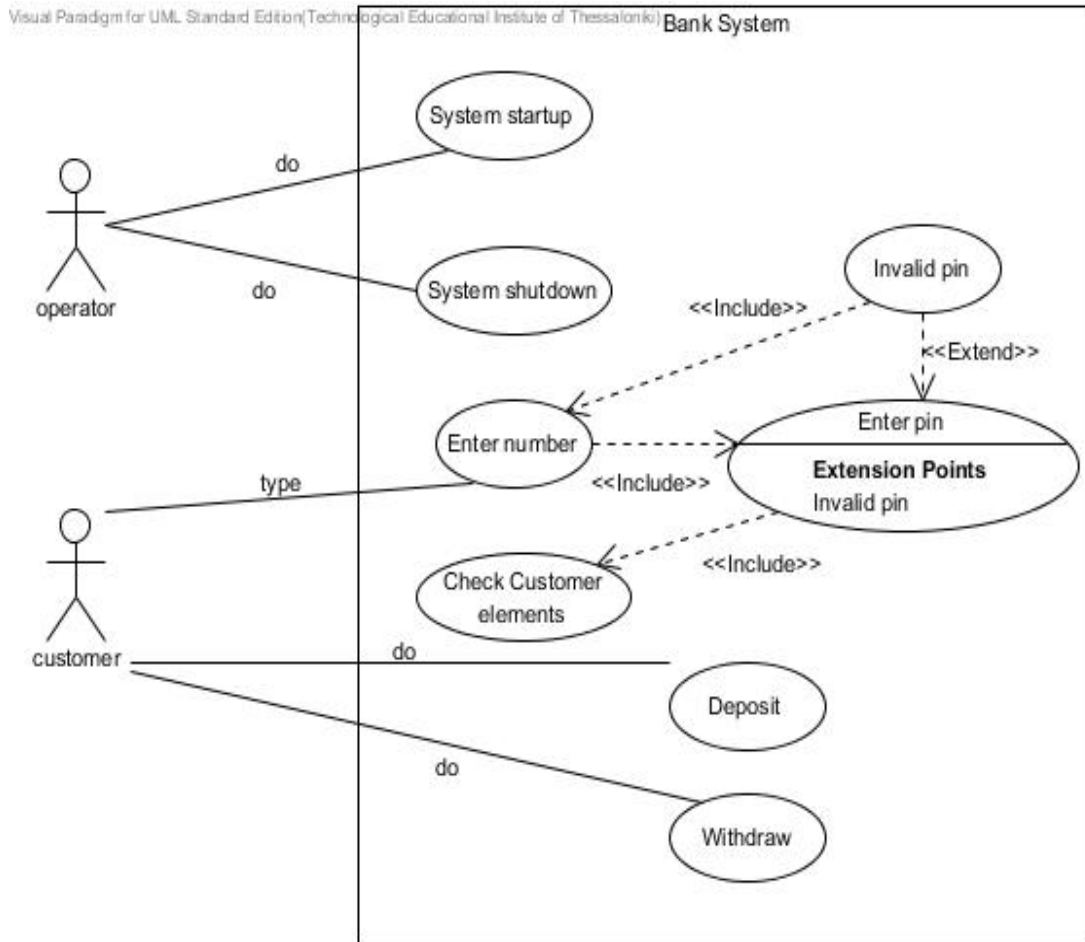 Visual Paradigm for UML Standard Edition(Technological Educational Institute of Thessaloniki)
Bank System
System startup
do
operator
do
System shutdown
Invalid pin
<<Include>>
<<Extend>>
Enter pin
Extension Points
Invalid pin
Enter number
<<Include>>
type
<<Include>>
Check Customer
elements
customer
do
Deposit
do
Withdraw